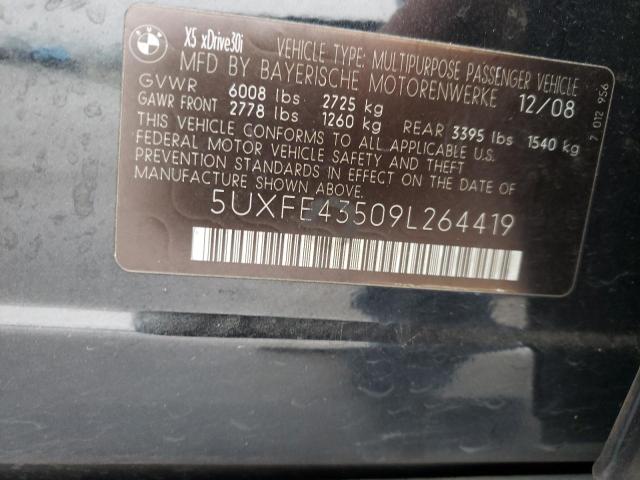 BMW
X5 xDrive30i
VEHICLE TYPE: MULTIPURPOSE PASSENGER VEHICLE
MFD BY BAYERISCHE MOTORENWERKE 12/08
GVWR 6008 lbs 2725 kg
GAWR FRONT 2778 lbs 1260 kg REAR 3395 lbs 1540 kg
THIS VEHICLE CONFORMS TO ALL APPLICABLE U.S.
FEDERAL MOTOR VEHICLE SAFETY AND THEFT
PREVENTION STANDARDS IN EFFECT ON THE DATE OF
MANUFACTURE SHOWN ABOVE.
5UXFE43509L264419
7 012 956